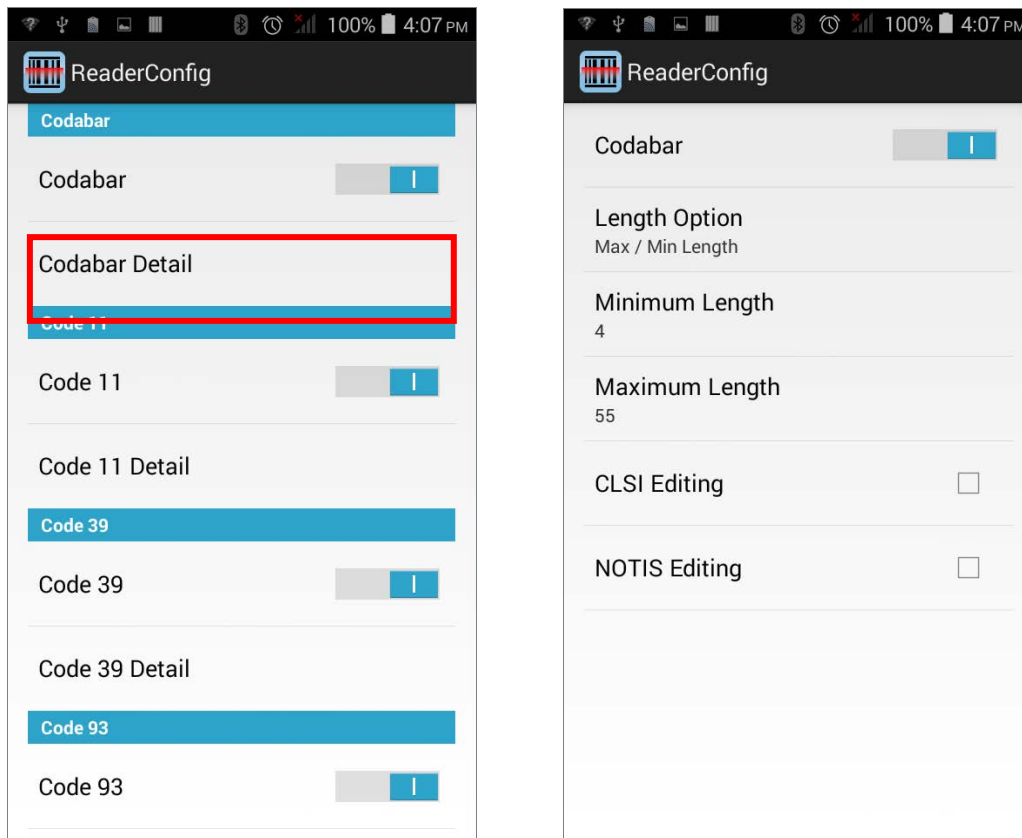 100% 4:07 PM
ReaderConfig
Codabar
Codabar
Codabar Detail
Code 11
Code 11
Code 11 Detail
Code 39
Code 39
Code 39 Detail
Code 93
Code 93
100% 4:07 PM
ReaderConfig
Codabar
Length Option
Max / Min Length
Minimum Length
4
Maximum Length
55
CLSI Editing
NOTIS Editing